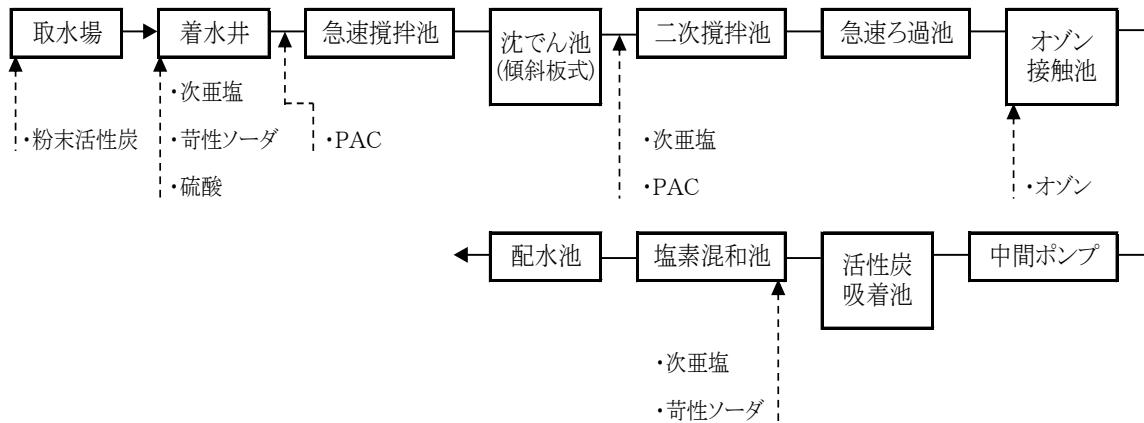 取水場
着水井
急速攪拌池
沈でん池
(傾斜板式)
二次攪拌池
急速ろ過池
オゾン
接触池
・粉末活性炭
・次亜塩
・苛性ソーダ
・硫酸
・PAC
・次亜塩
・PAC
・オゾン
配水池
塩素混和池
活性炭
吸着池
中間ポンプ
・次亜塩
・苛性ソーダ